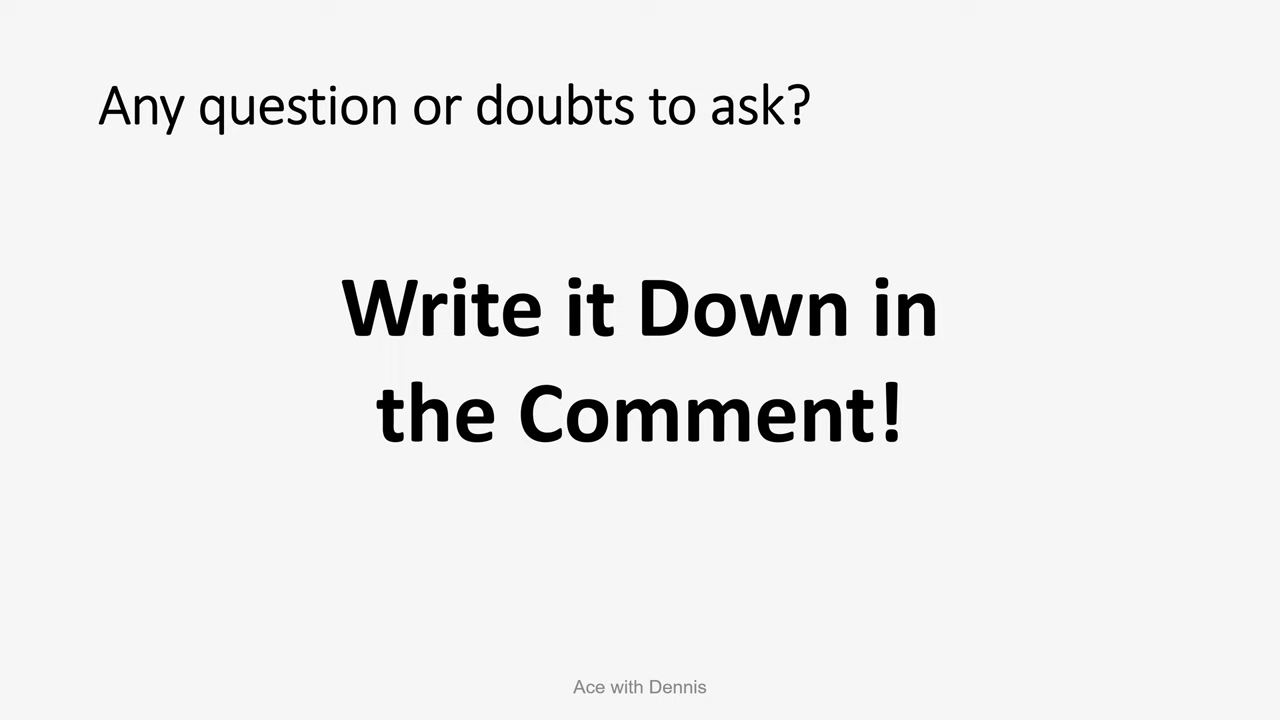 Any question or doubts to ask?
Write it Down in
the Comment!
Ace with Dennis